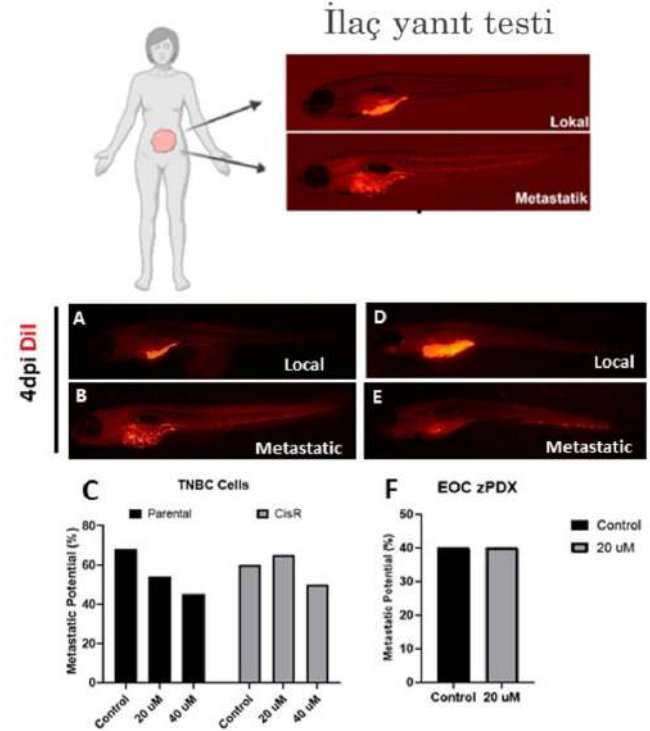 İlaç yanıt testi
Lokal
Metastatik
4dpi DiI
A
Local
B
Metastatic
D
Local
E
Metastatic
C
TNBC Cells
Parental
CisR
Metastatic Potential (%)
80
60
40
20
0
Control
20 uM
40 uM
Control
20 uM
40 uM
F
EOC zPDX
Control
20 uM
Metastatic Potential (%)
50
40
30
20
10
0
Control
20 uM